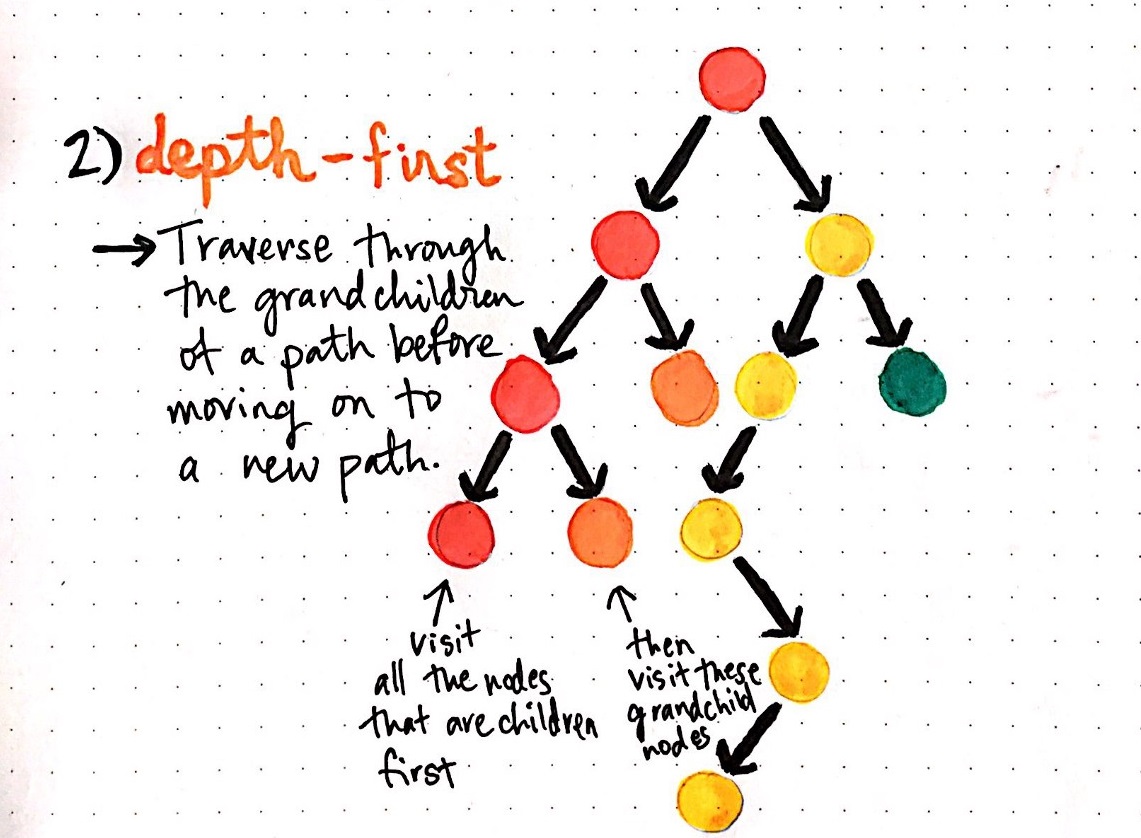 2) depth-first
→ Traverse through
the grandchildren
of a path before
moving on to
a new path.
visit
all the nodes
that are children
first
then
visit these
grandchild
nodes